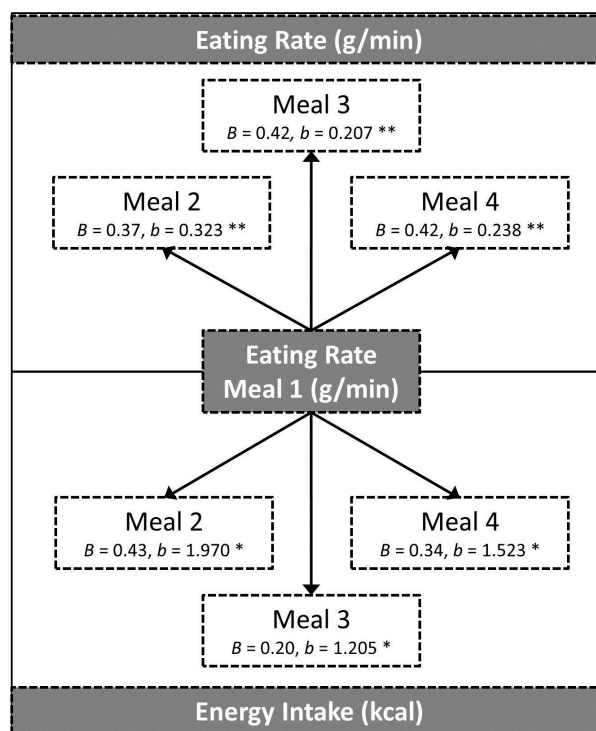 Eating Rate (g/min)
Meal 3
B = 0.42, b = 0.207 **
Meal 2
B = 0.37, b = 0.323 **
Meal 4
B = 0.42, b = 0.238 **
Eating Rate
Meal 1 (g/min)
Meal 2
B = 0.43, b = 1.970 *
Meal 4
B = 0.34, b = 1.523 *
Meal 3
B = 0.20, b = 1.205 *
Energy Intake (kcal)